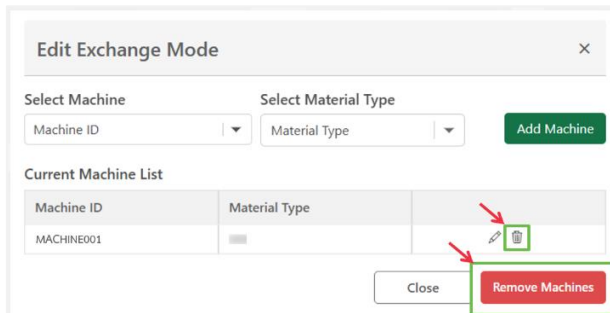 Edit Exchange Mode
Select Machine Select Material Type
Machine ID Material Type Add Machine
Current Machine List
Machine ID Material Type
MACHINE001
Close Remove Machines